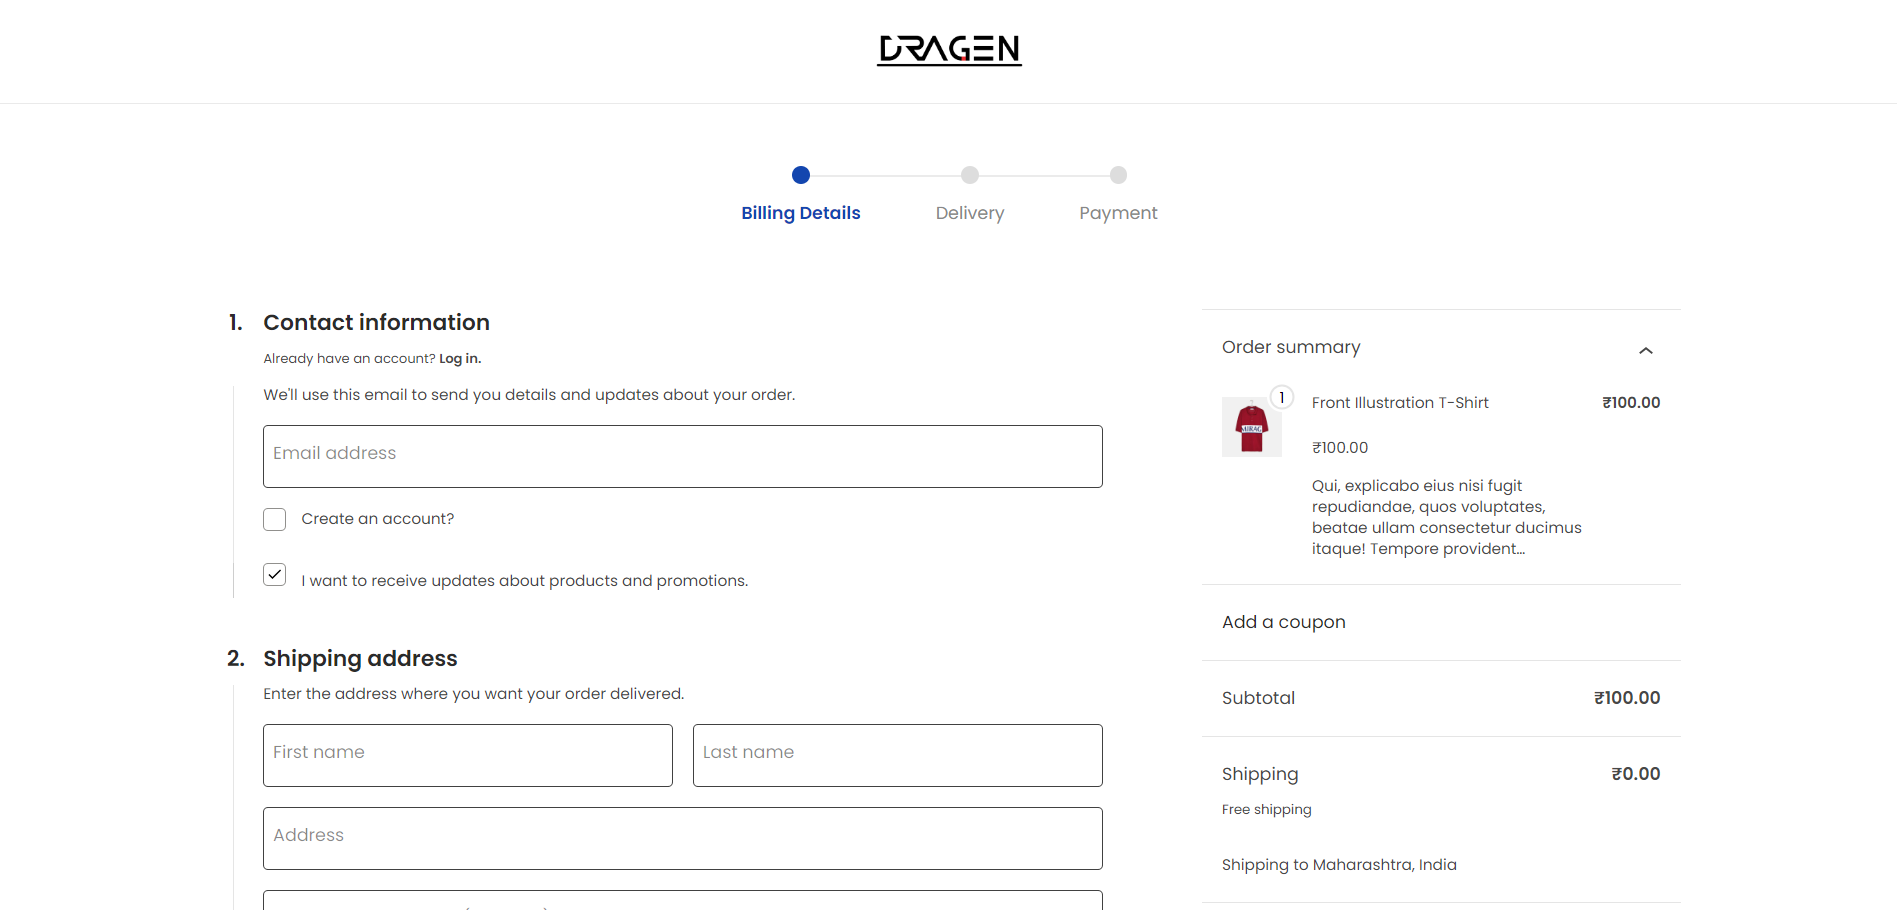 DRAGEN
Billing Details
Delivery
Payment
1. Contact information
Already have an account? Log in.
We'll use this email to send you details and updates about your order.
Email address
Create an account?
I want to receive updates about products and promotions.
2. Shipping address
Enter the address where you want your order delivered.
First name
Last name
Address
Order summary
1
Front Illustration T-Shirt
₹100.00
₹100.00
Qui, explicabo eius nisi fugit
repudiandae, quos voluptates,
beatae ullam consectetur ducimus
itaque! Tempore provident…
Add a coupon
Subtotal
₹100.00
Shipping
₹0.00
Free shipping
Shipping to Maharashtra, India